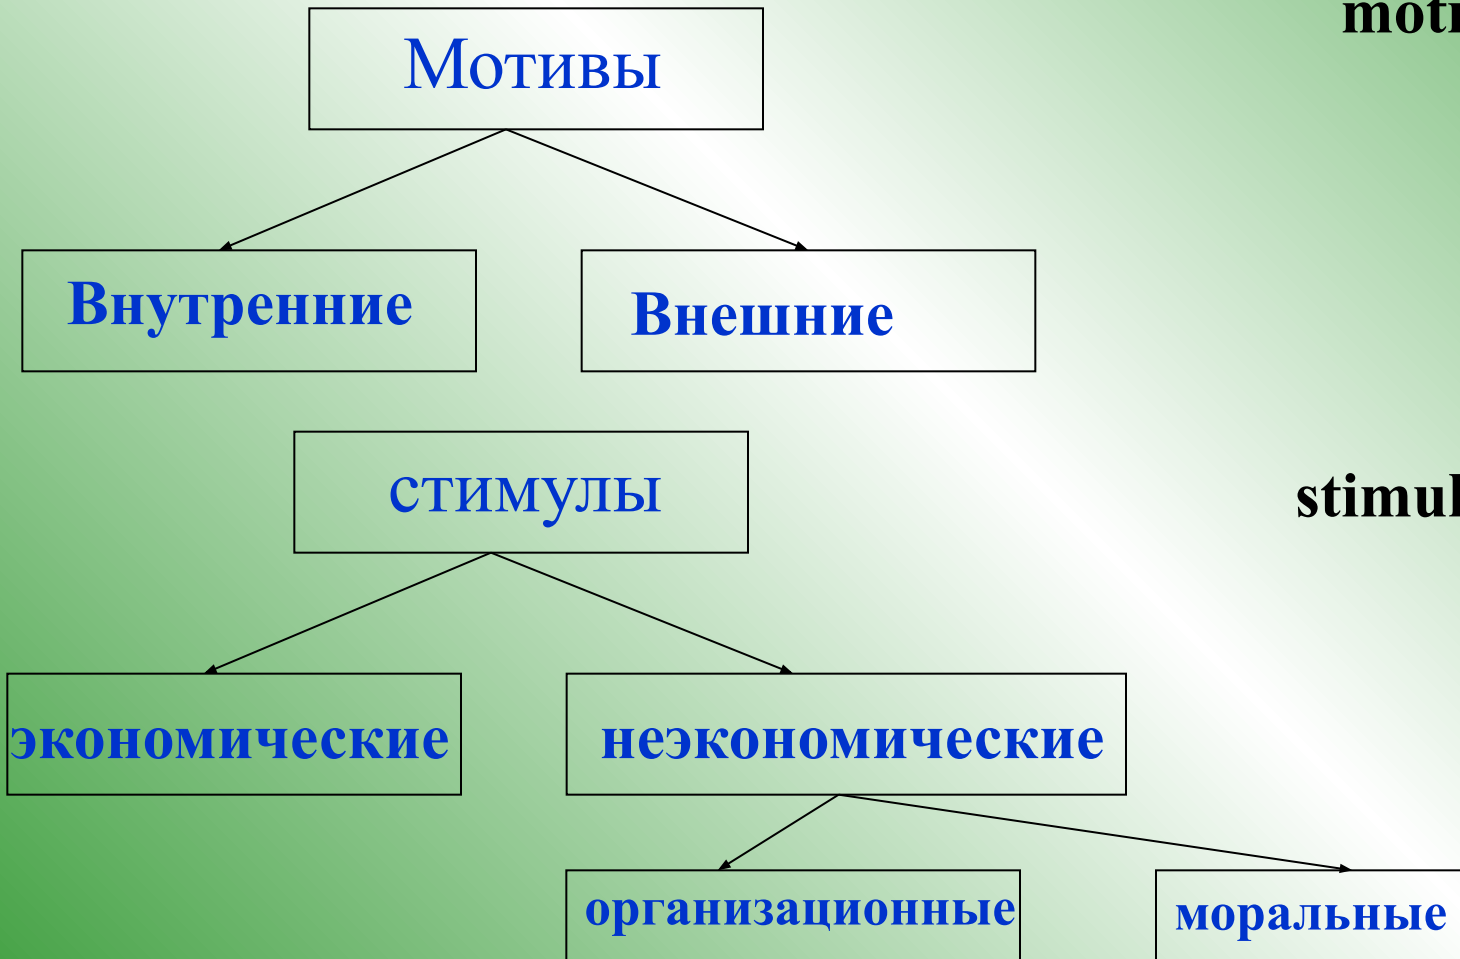 Мотивы
Внутренние
Внешние
стимулы
экономические
неэкономические
организационные
моральные